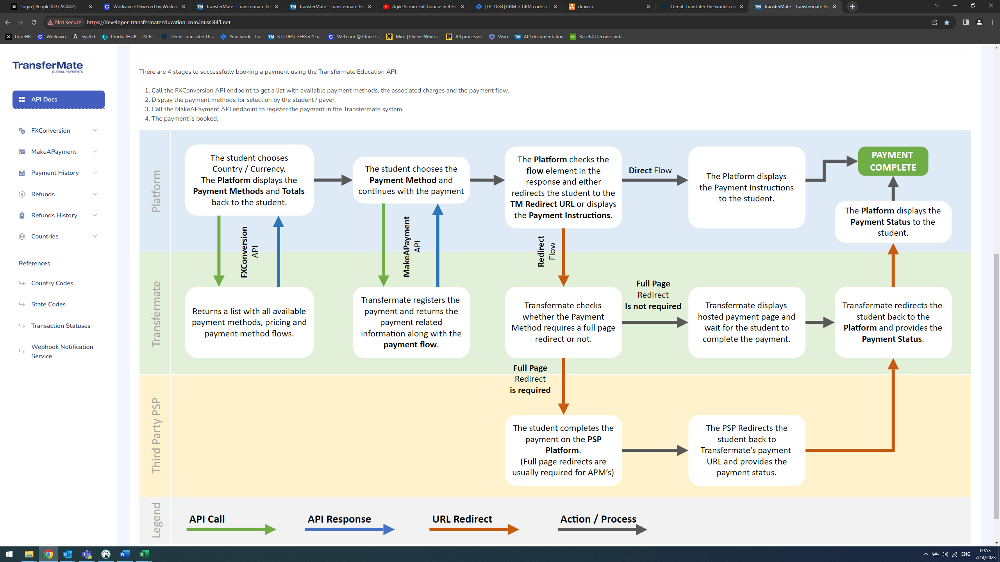 Login | People XD (28.0.82)
Workvivo • Powered by Workvi
TransferMate - Transfermate Ed
TransferMate - Transfermate Ed
Agile Scrum Full Course In 4 Ho
[TE-1034] CRM > CRM code ref
draw.io
DeepL Translate: The world's m
TransferMate - Transfermate Ed
Not secure
https://developer-transfermateeducation-com.int.ssl443.net
CoreHR
Workvivo
SysAid
ProductHUB - TM E...
DeepL Translate: Th...
Your work - Jira
STUDENTFEES :: "Lo...
WeLearn @ CluneT...
Miro | Online White...
All processes
Visio
API documentation
Base64 Decode and...
TransferMate
GLOBAL PAYMENTS
API Docs
FXConversion
MakeAPayment
Payment History
Refunds
Refunds History
Countries
References
Country Codes
State Codes
Transaction Statuses
Webhook Notification
Service
There are 4 stages to successfully booking a payment using the Transfermate Education API.
1. Call the FXConversion API endpoint to get a list with available payment methods, the associated charges and the payment flow.
2. Display the payment methods for selection by the student / payer.
3. Call the MakeAPayment API endpoint to register the payment in the Transfermate system.
4. The payment is booked.
Platform
The student chooses
Country / Currency.
The Platform displays the
Payment Methods and Totals
back to the student.
The student chooses the
Payment Method and
continues with the payment
The Platform checks the
flow element in the
response and either
redirects the student to the
TM Redirect URL or displays
the Payment Instructions.
Direct Flow
The Platform displays
the Payment Instructions
to the student.
PAYMENT
COMPLETE
The Platform displays the
Payment Status to the
student.
FXConversion
API
MakeAPayment
API
Redirect
Flow
Transfermate
Returns a list with all available
payment methods, pricing and
payment method flows.
Transfermate registers the
payment and returns the
payment related
information along with the
payment flow.
Transfermate checks
whether the Payment
Method requires a full page
redirect or not.
Full Page
Redirect
Is not required
Transfermate displays
hosted payment page and
wait for the student to
complete the payment.
Transfermate redirects the
student back to the
Platform and provides the
Payment Status.
Full Page
Redirect
is required
Third Party PSP
The student completes the
payment on the PSP
Platform.
(Full page redirects are
usually required for APM's)
The PSP Redirects the
student back to
Transfermate's payment
URL and provides the
payment status.
Legend
API Call
API Response
URL Redirect
Action / Process
ENG
09:53
7/14/2023